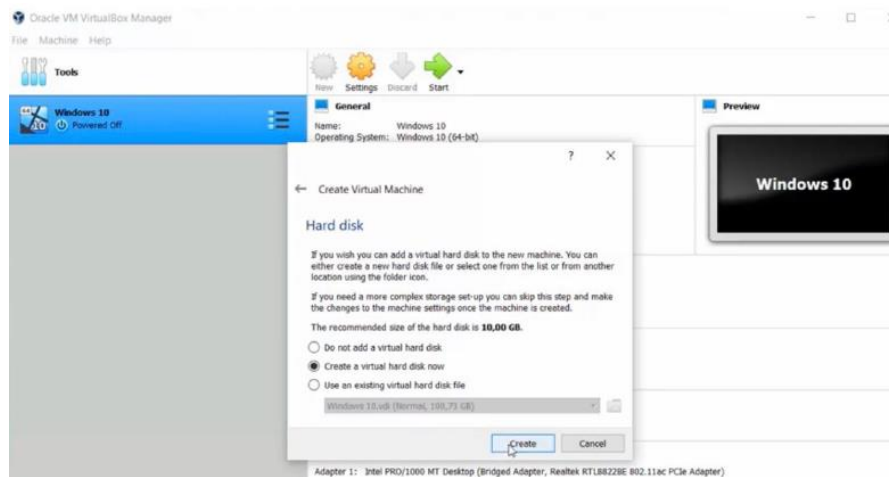 Oracle VM VirtualBox Manager
File Machine Help
Tools
New Settings Discard Start
Windows 10
Powered Off
General
Name: Windows 10
Operating System: Windows 10 (64-bit)
Preview
Windows 10
Create Virtual Machine
Hard disk
If you wish you can add a virtual hard disk to the new machine. You can
either create a new hard disk file or select one from the list or from another
location using the folder icon.
If you need a more complex storage set-up you can skip this step and make
the changes to the machine settings once the machine is created.
The recommended size of the hard disk is 10,00 GB.
Do not add a virtual hard disk
Create a virtual hard disk now
Use an existing virtual hard disk file
Windows 10.vdi (Normal, 100,73 GB)
Create Cancel
Adapter 1: Intel PRO/1000 MT Desktop (Bridged Adapter, Realtek RTL8822BE 802.11ac PCIe Adapter)